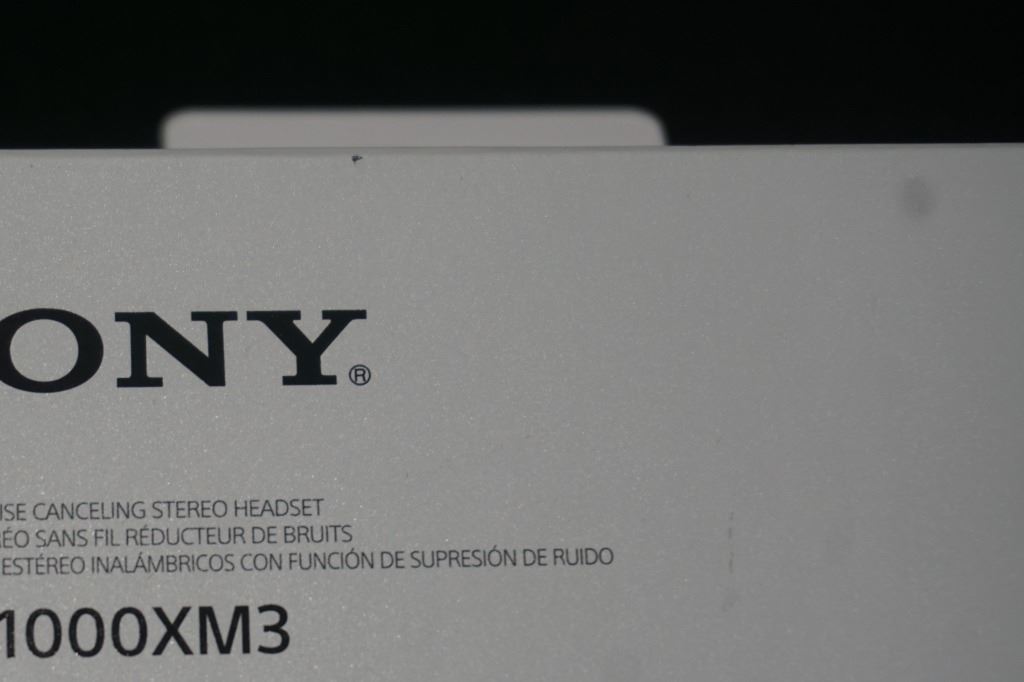 ONY®
ISE CANCELING STEREO HEADSET
ÉO SANS FIL RÉDUCTEUR DE BRUITS
ESTÉREO INALÁMBRICOS CON FUNCIÓN DE SUPRESIÓN DE RUIDO
1000XM3